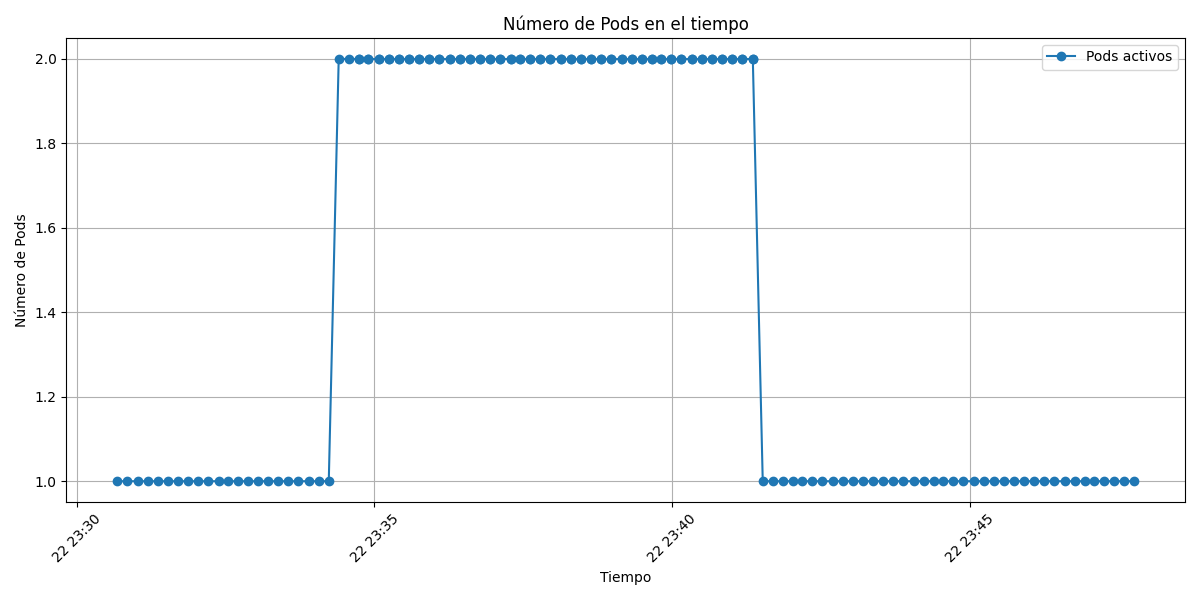 Número de Pods en el tiempo
Pods activos
Número de Pods
2.0
1.8
1.6
1.4
1.2
1.0
22 23:30
22 23:35
22 23:40
22 23:45
Tiempo